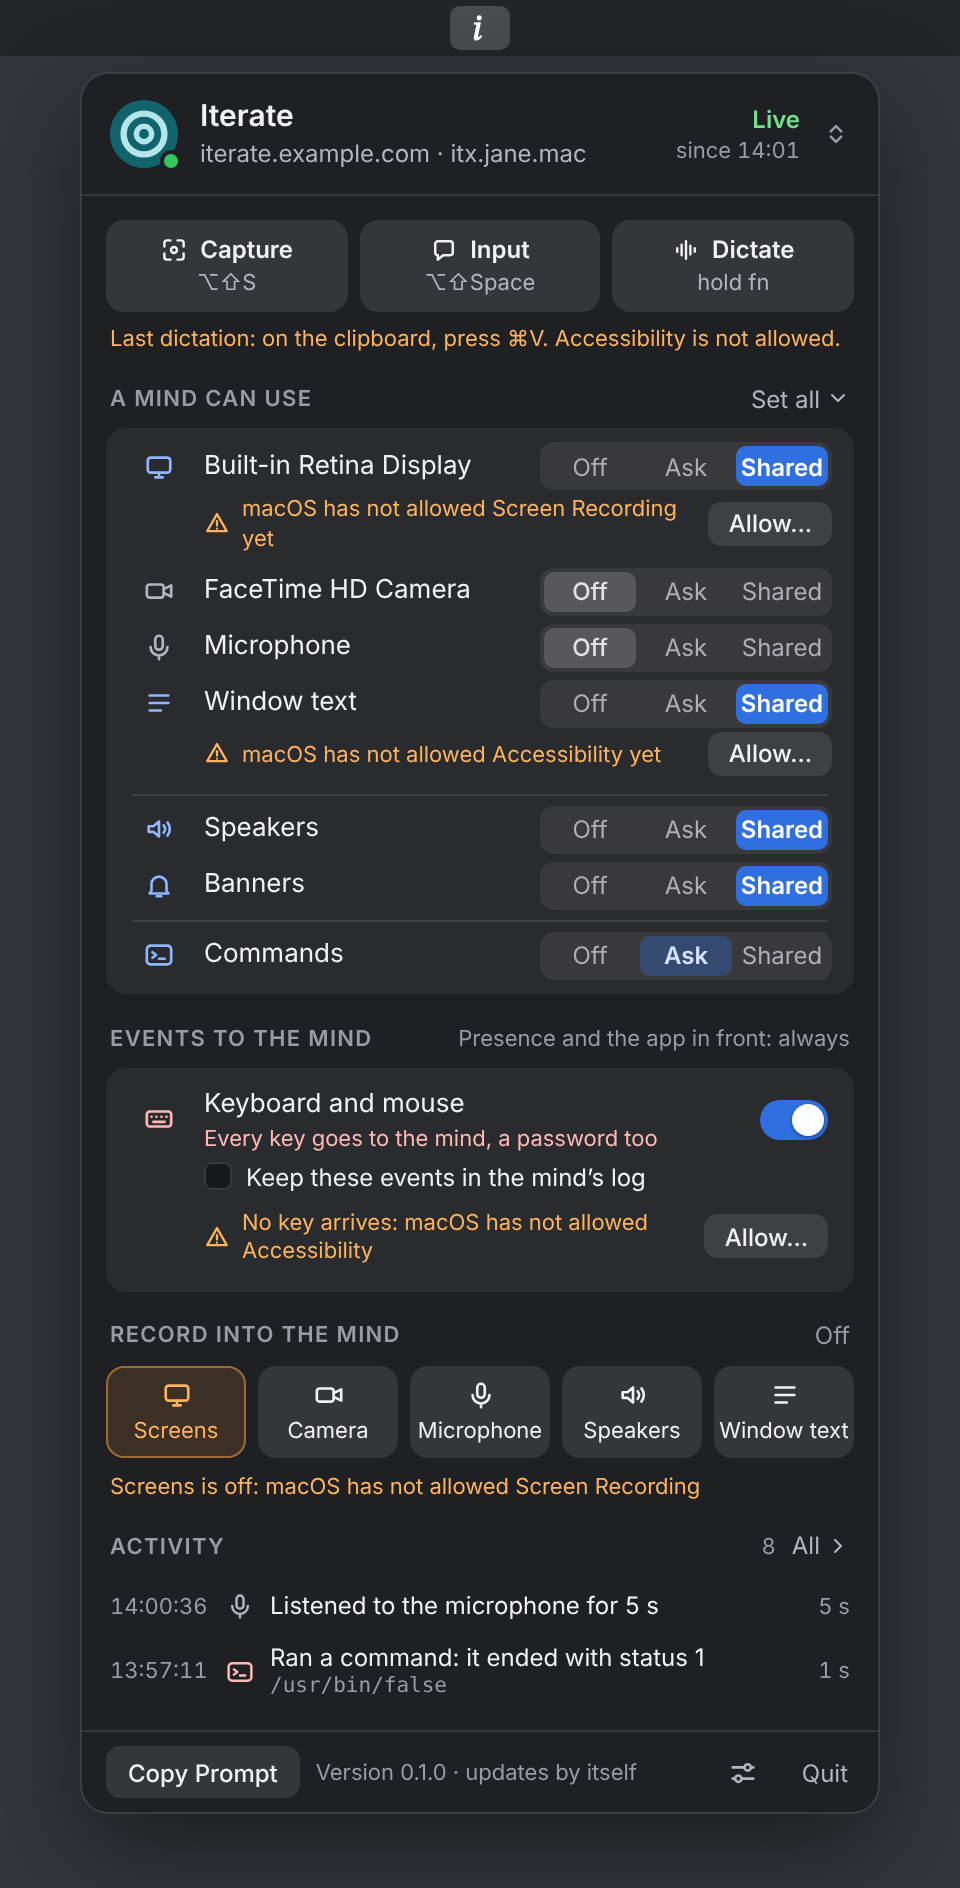 i
Iterate
iterate.example.com · itx.jane.mac
Live
since 14:01
Capture
⌥⇧S
Input
⌥⇧Space
Dictate
hold fn
Last dictation: on the clipboard, press ⌘V. Accessibility is not allowed.
A MIND CAN USE
Set all
Built-in Retina Display
Off Ask Shared
macOS has not allowed Screen Recording
yet
Allow...
FaceTime HD Camera
Off Ask Shared
Microphone
Off Ask Shared
Window text
Off Ask Shared
macOS has not allowed Accessibility yet
Allow...
Speakers
Off Ask Shared
Banners
Off Ask Shared
Commands
Off Ask Shared
EVENTS TO THE MIND
Presence and the app in front: always
Keyboard and mouse
Every key goes to the mind, a password too
Keep these events in the mind’s log
No key arrives: macOS has not allowed
Accessibility
Allow...
RECORD INTO THE MIND
Off
Screens
Camera
Microphone
Speakers
Window text
Screens is off: macOS has not allowed Screen Recording
ACTIVITY
8 All
14:00:36 Listened to the microphone for 5 s 5 s
13:57:11 Ran a command: it ended with status 1 1 s
/usr/bin/false
Copy Prompt
Version 0.1.0 · updates by itself
Quit